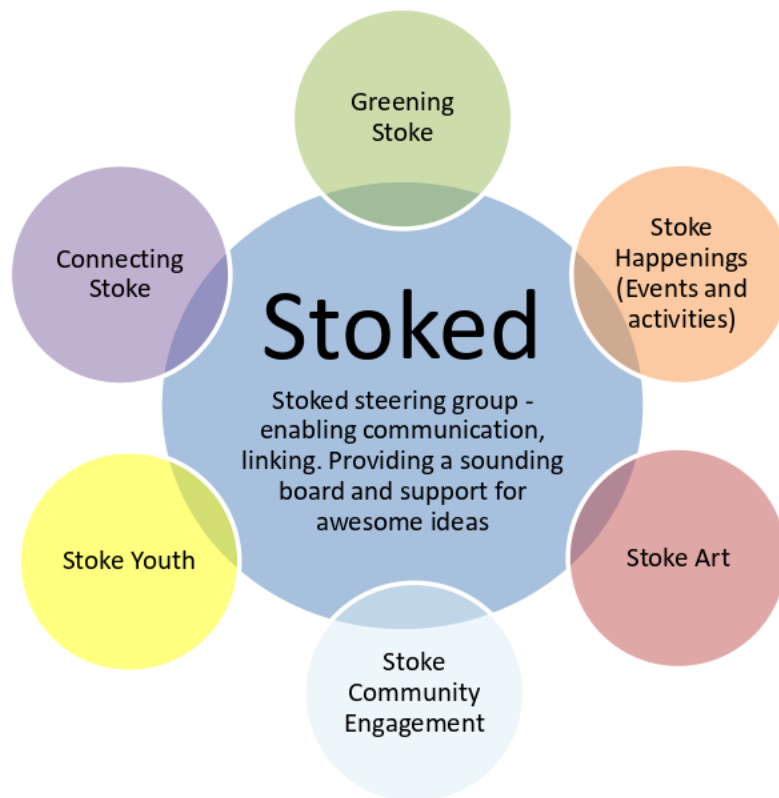 Greening
Stoke
Connecting
Stoke
Stoke
Happenings
(Events and
activities)
Stoked
Stoked steering group -
enabling communication,
linking. Providing a sounding
board and support for
awesome ideas
Stoke Youth
Stoke Art
Stoke
Community
Engagement